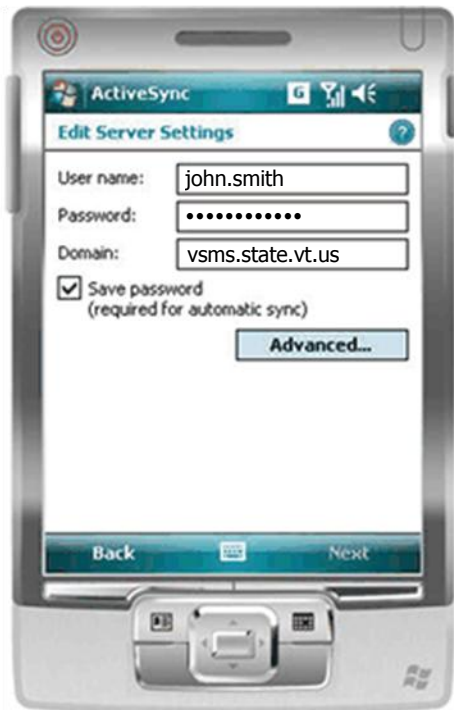 ActiveSync G
Edit Server Settings ?
User name: john.smith
Password: ••••••••••••
Domain: vsms.state.vt.us
Save password
(required for automatic sync)
Advanced...
Back Next